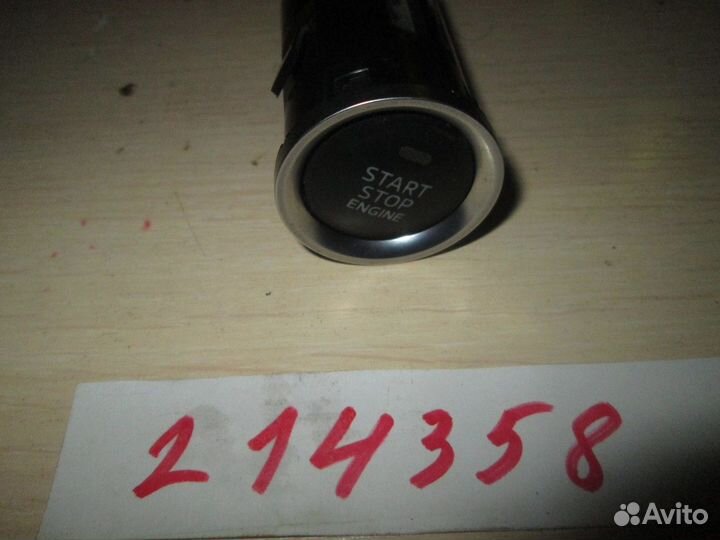 START
STOP
ENGINE
214358
Avito